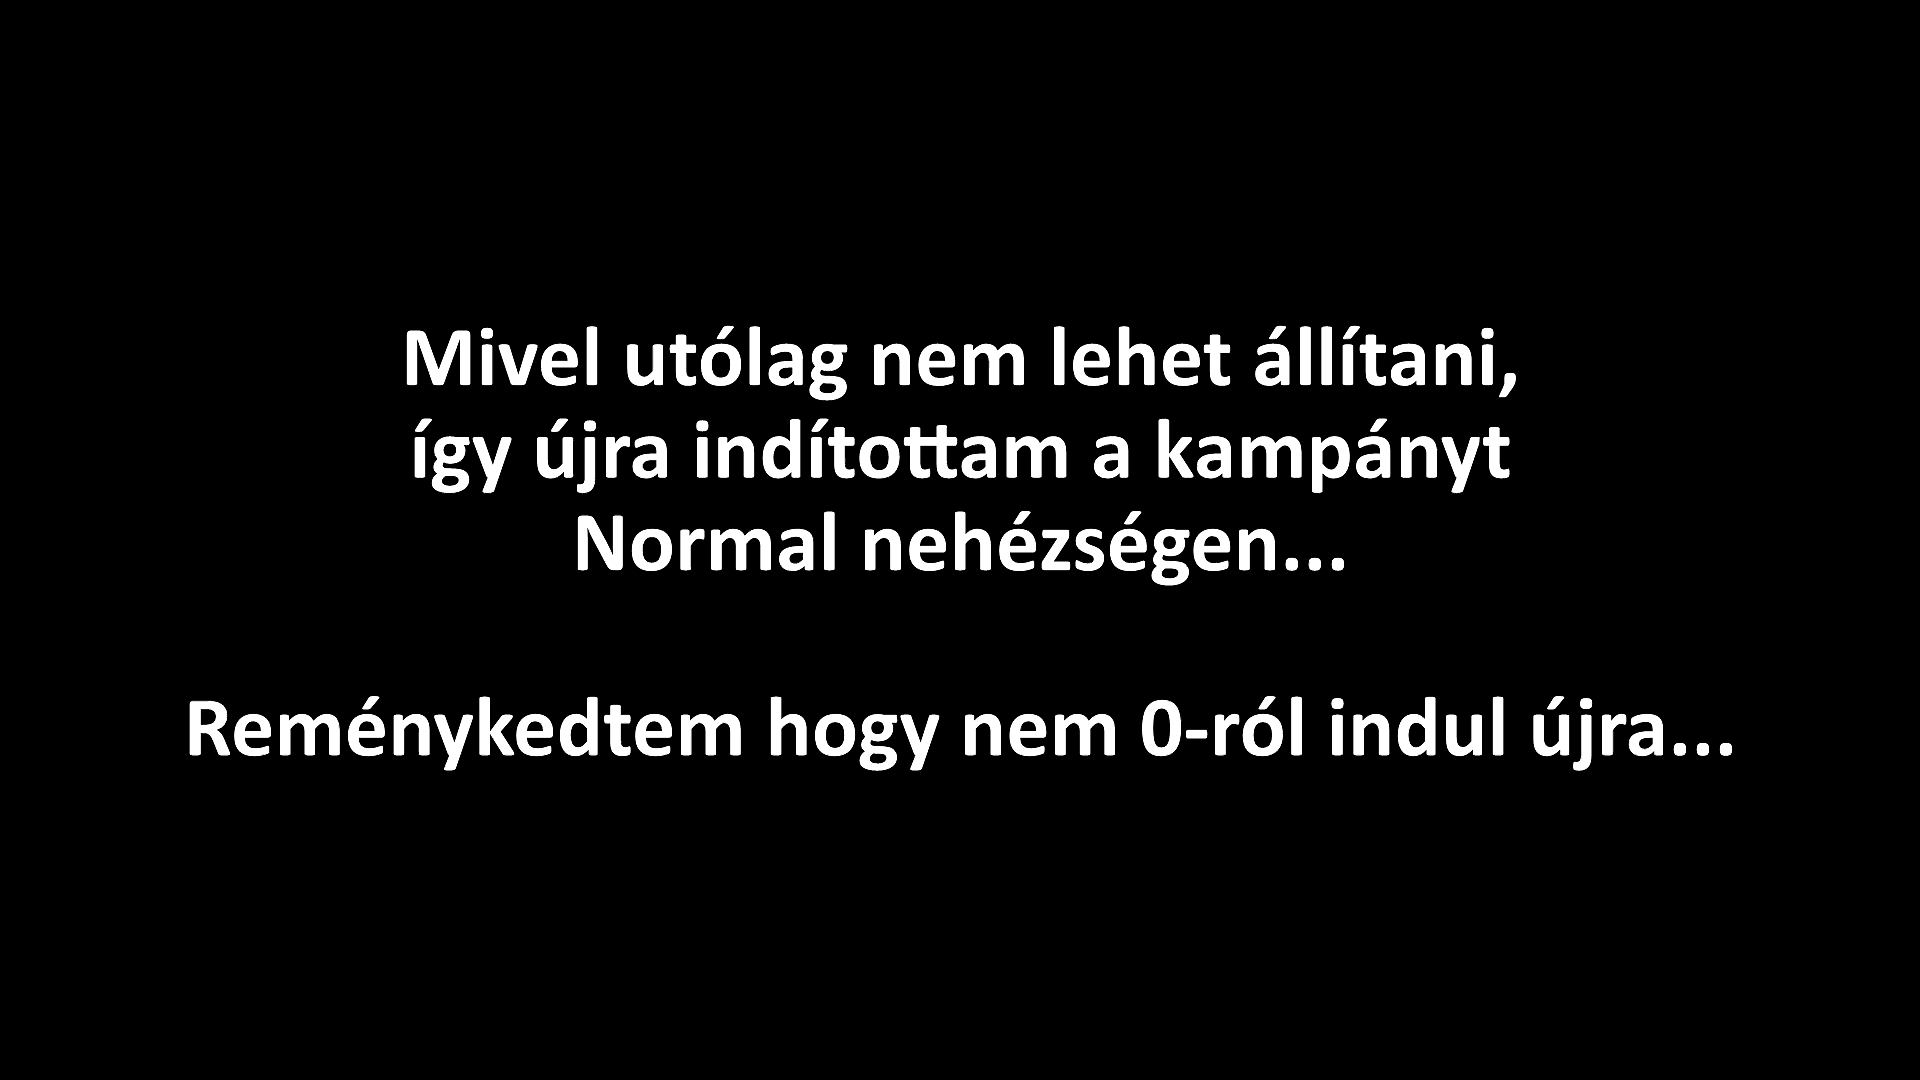 Mivel utólag nem lehet állítani,
így újra indítottam a kampányt
Normal nehézségen...
Reménykedtem hogy nem 0-ról indul újra...